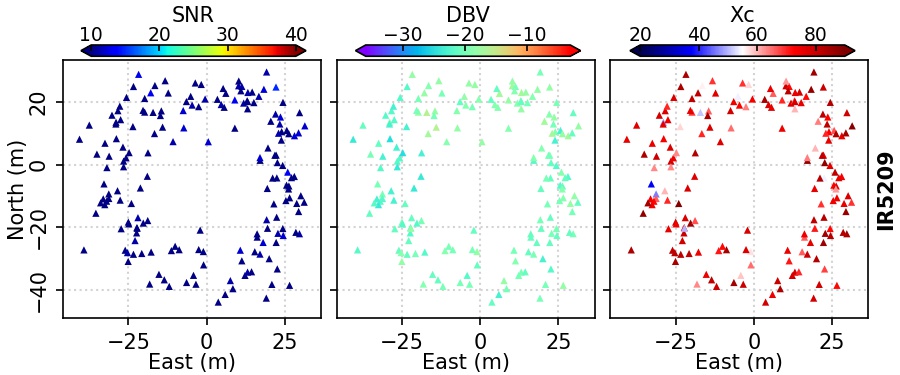 SNR DBV Xc
10 20 30 40 −30 −20 −10 20 40 60 80
20
0
−20
−40
North (m)
−25 0 25 −25 0 25 −25 0 25
East (m) East (m) East (m)
IR5209